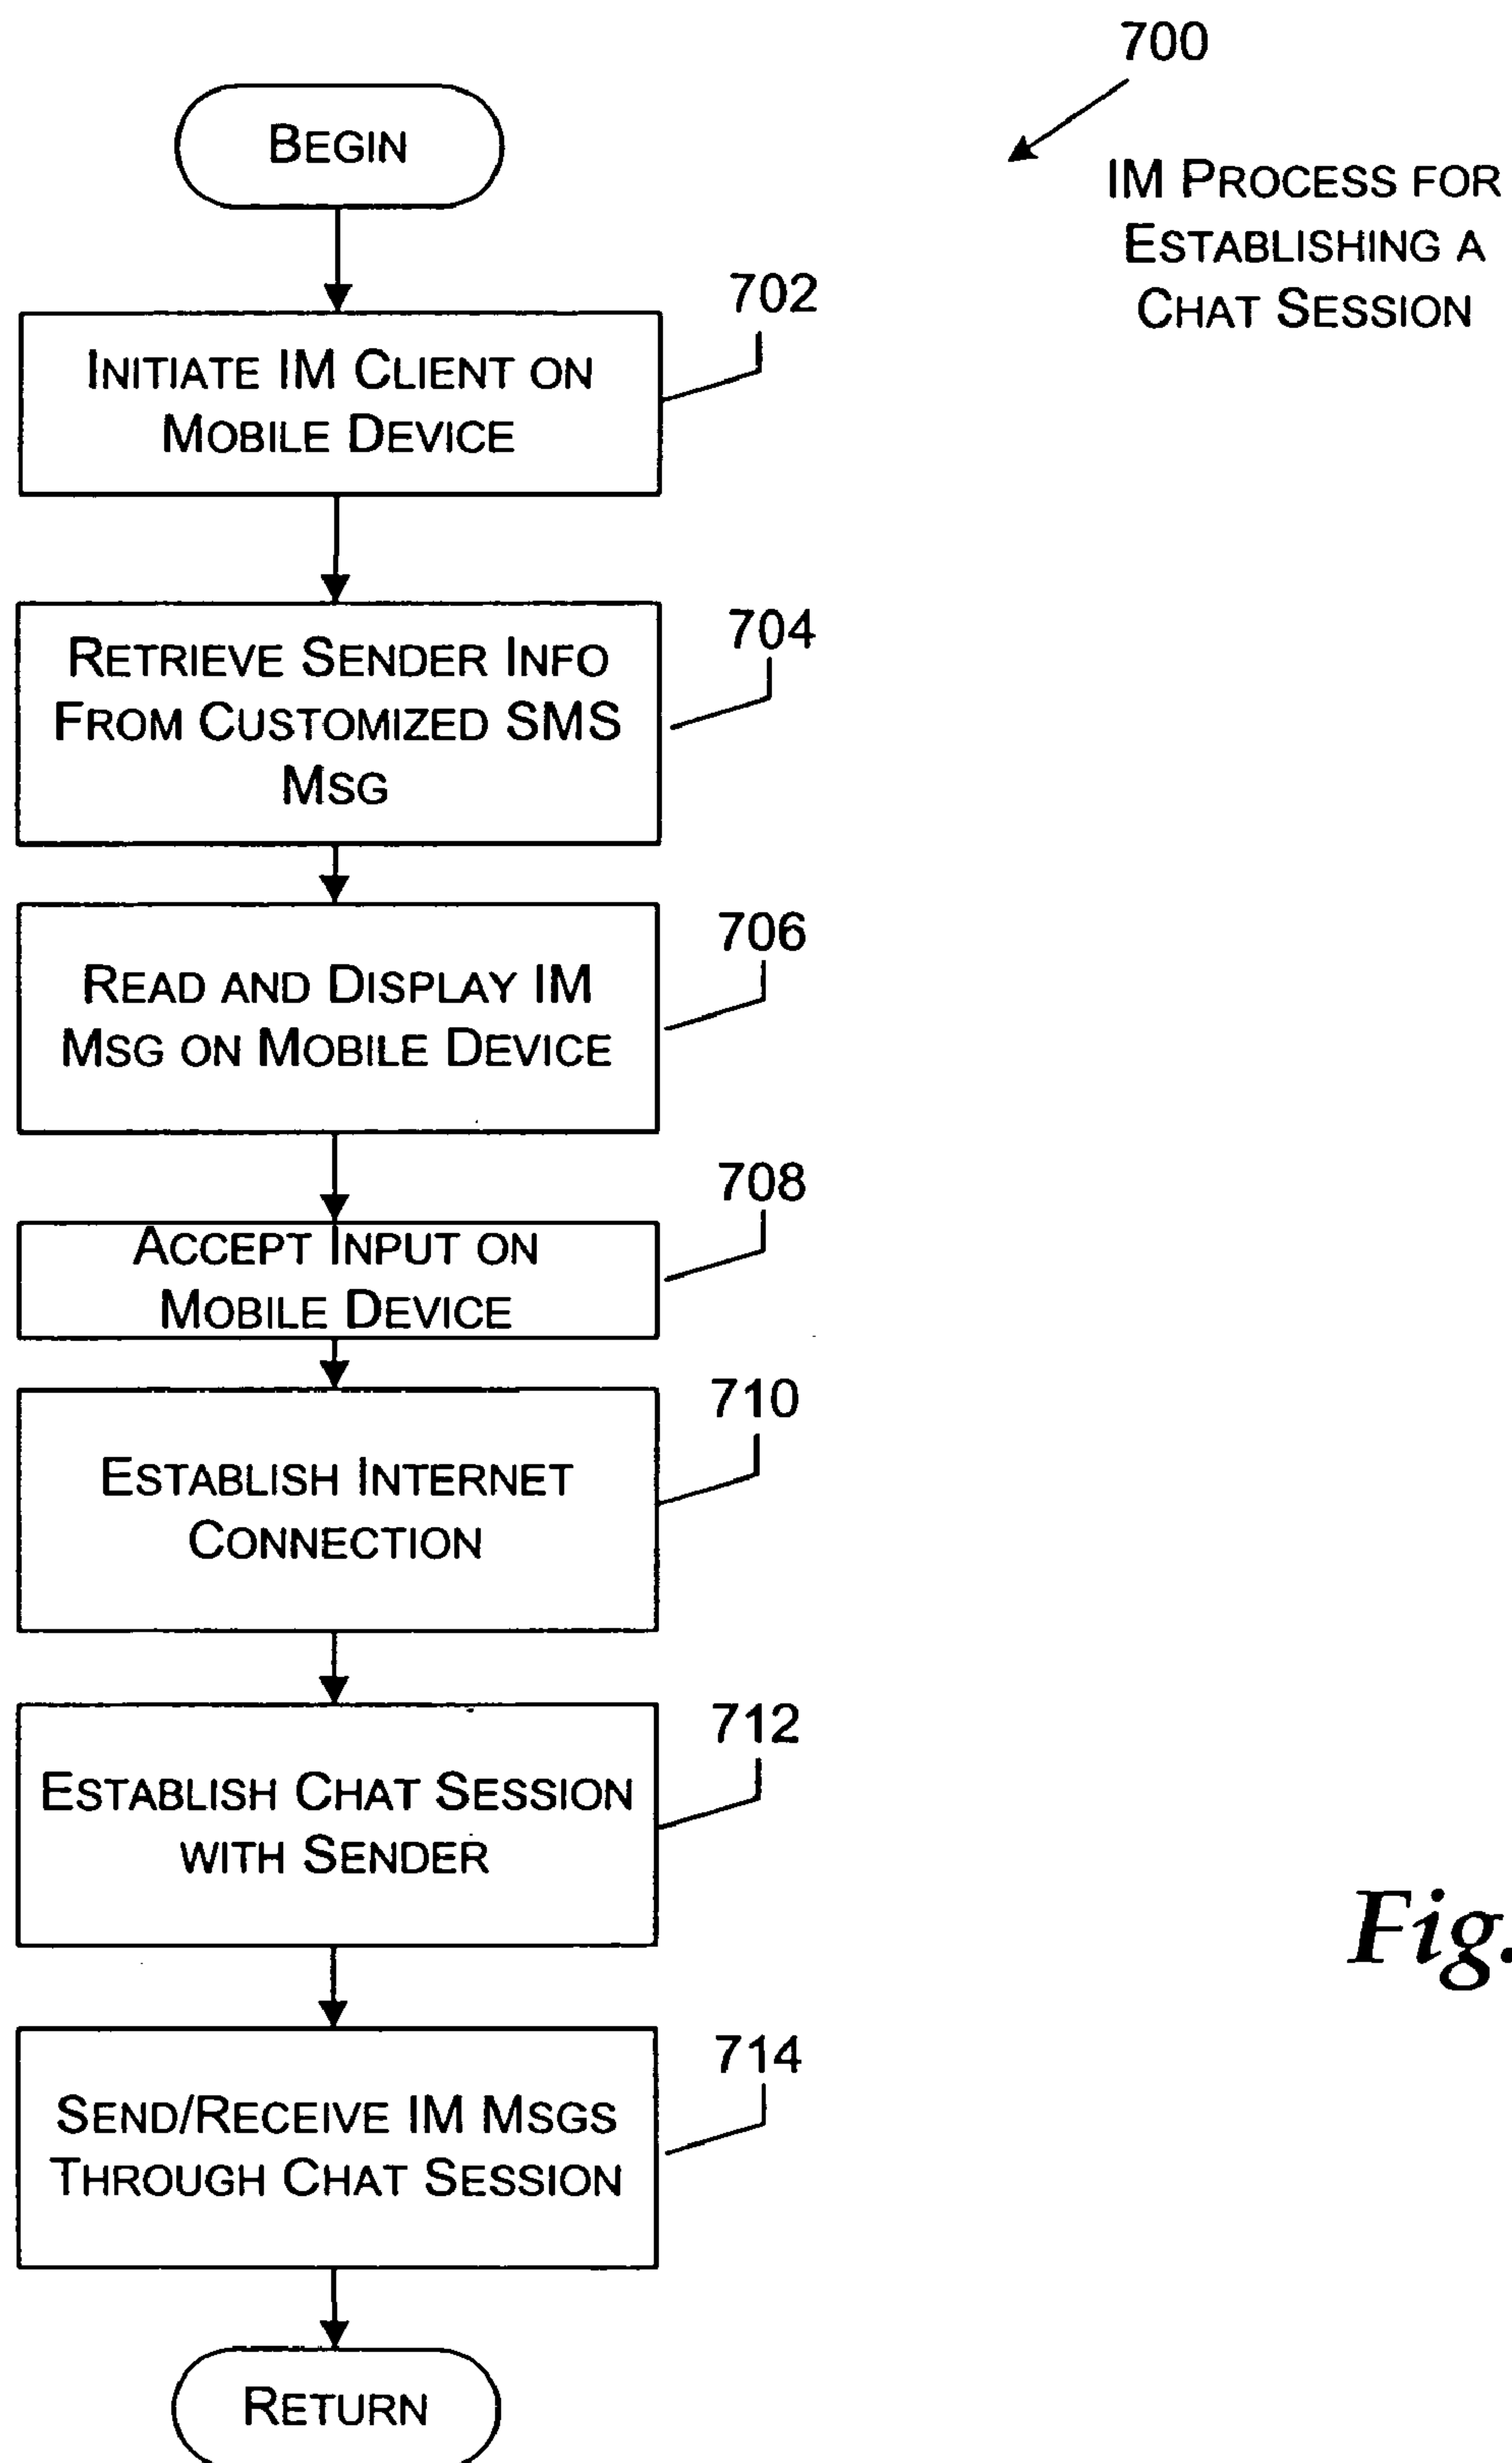 700
IM PROCESS FOR
ESTABLISHING A
CHAT SESSION
BEGIN
702
INITIATE IM CLIENT ON
MOBILE DEVICE
704
RETRIEVE SENDER INFO
FROM CUSTOMIZED SMS
MSG
706
READ AND DISPLAY IM
MSG ON MOBILE DEVICE
708
ACCEPT INPUT ON
MOBILE DEVICE
710
ESTABLISH INTERNET
CONNECTION
712
ESTABLISH CHAT SESSION
WITH SENDER
Fig.
714
SEND/RECEIVE IM MSGS
THROUGH CHAT SESSION
RETURN